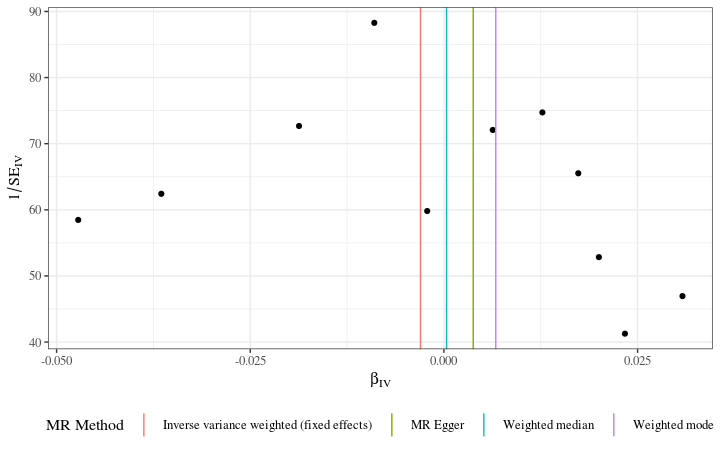 90
80
70
60
50
40
1/SE_IV
-0.050
-0.025
0.000
0.025
β_IV
MR Method
Inverse variance weighted (fixed effects)
MR Egger
Weighted median
Weighted mode